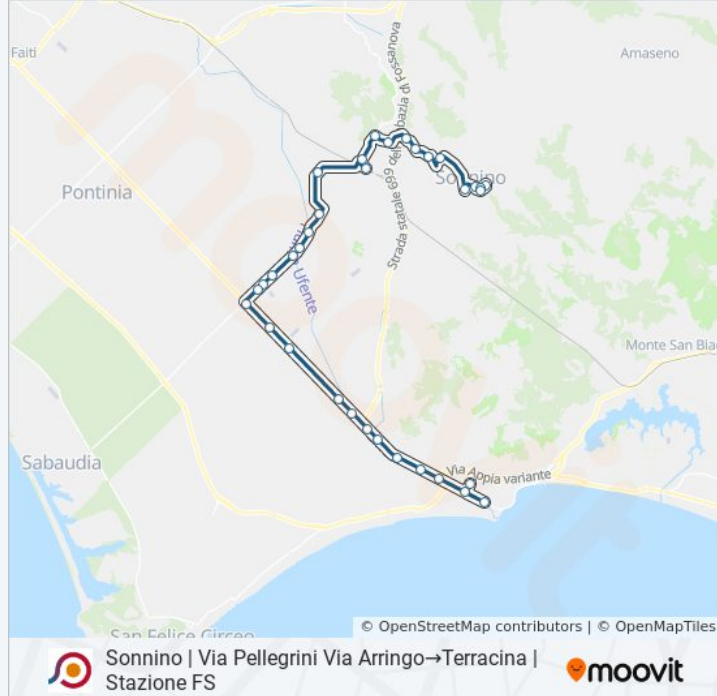 Faiti
Amaseno
Strada statale 699 dell'Abbazia di Fossanova
Pontinia
Sonnino
Fiume Ufente
Monte San Biag
Sabaudia
Via Appia variante
San Felice Circeo
© OpenStreetMap contributors | © OpenMapTiles
Sonnino | Via Pellegrini Via Arringo→Terracina |
Stazione FS
moovit